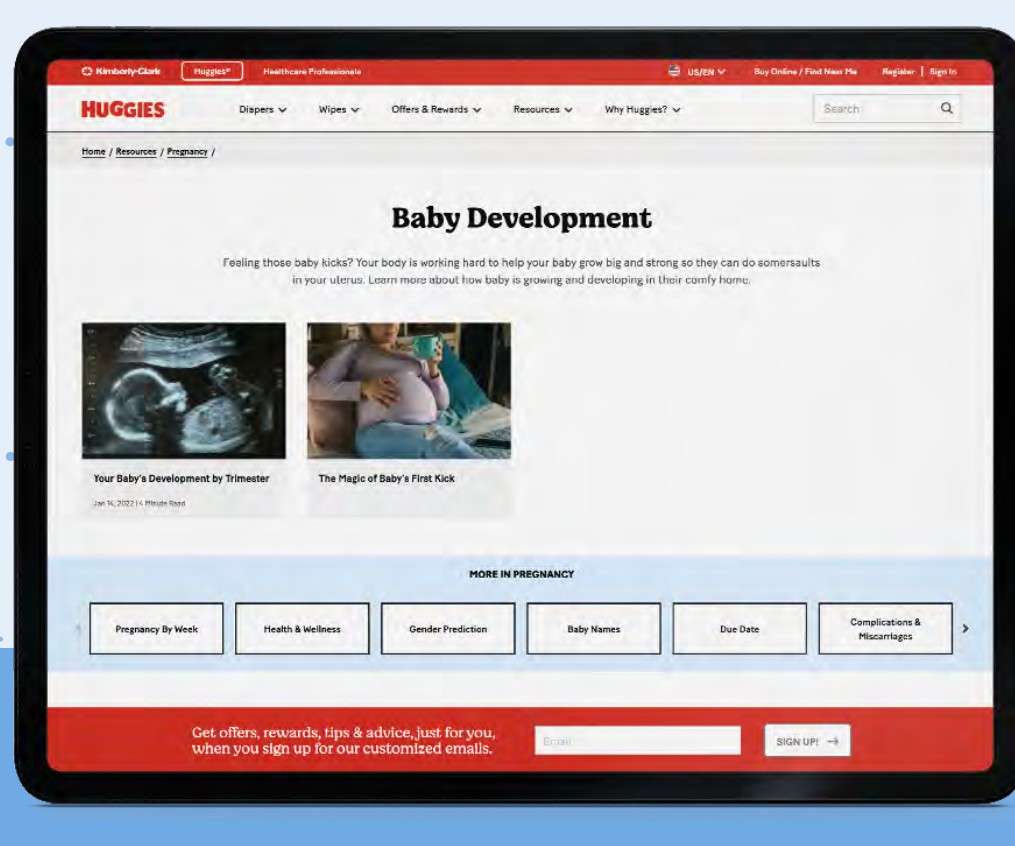 Kimberly-Clark Huggies® Healthcare Professionals US/EN Buy Online / Find Near Me Register | Sign In
HUGGIES Diapers Wipes Offers & Rewards Resources Why Huggies? Search
Home / Resources / Pregnancy /
Baby Development
Feeling those baby kicks? Your body is working hard to help your baby grow big and strong so they can do somersaults
in your uterus. Learn more about how baby is growing and developing in their comfy home.
Your Baby's Development by Trimester
Jan 14, 2022 | 4 Minute Read
The Magic of Baby's First Kick
MORE IN PREGNANCY
Pregnancy By Week
Health & Wellness
Gender Prediction
Baby Names
Due Date
Complications &
Miscarriages
Get offers, rewards, tips & advice, just for you,
when you sign up for our customized emails.
Email
SIGN UP!